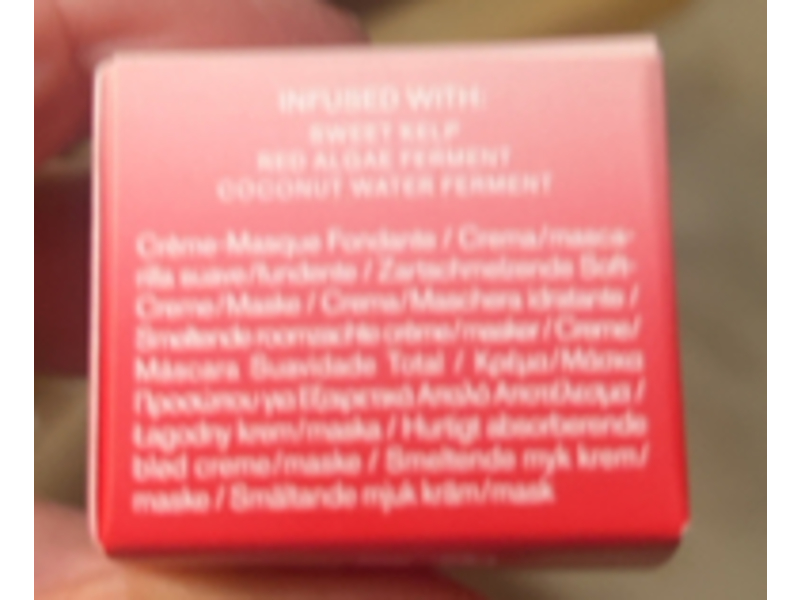 INFUSED WITH:
SWEET KELP
RED ALGAE FERMENT
COCONUT WATER FERMENT
Crème-Masque Fondante / Crema/masca-
rilla suave/fundente / Zartschmelzende Soft-
Creme/Maske / Crema/Maschera idratante /
Smeltende roomzachte crème/masker / Creme/
Máscara Suavidade Total / Κρέμα/Μάσκα
Προσώπου για Εξαιρετικά Απαλό Αποτέλεσμα /
Łagodny krem/maska / Hurtigt absorberende
blød creme/maske / Smeltende myk krem/
maske / Smältande mjuk kräm/mask